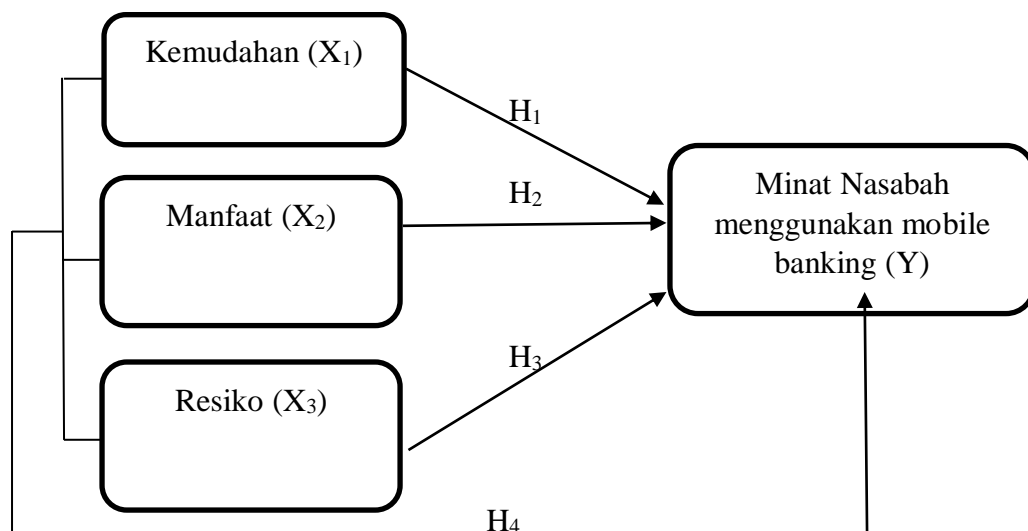 Kemudahan (X₁)
H₁
Manfaat (X₂)
H₂
Minat Nasabah
menggunakan mobile
banking (Y)
Resiko (X₃)
H₃
H₄